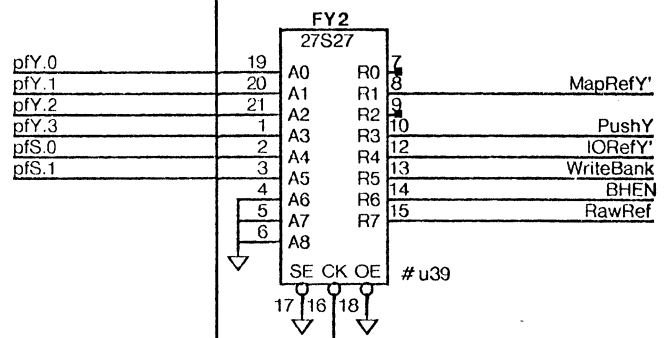 FY2
27S27
pfY.0 19 A0 R0 7
pfY.1 20 A1 R1 8 MapRefY'
pfY.2 21 A2 R2 9
pfY.3 1 A3 R3 10 PushY
pfS.0 2 A4 R4 12 IORefY'
pfS.1 3 A5 R5 13 WriteBank
4 A6 R6 14 BHEN
5 A7 R7 15 RawRef
6 A8
SE CK OE # u39
17 16 18